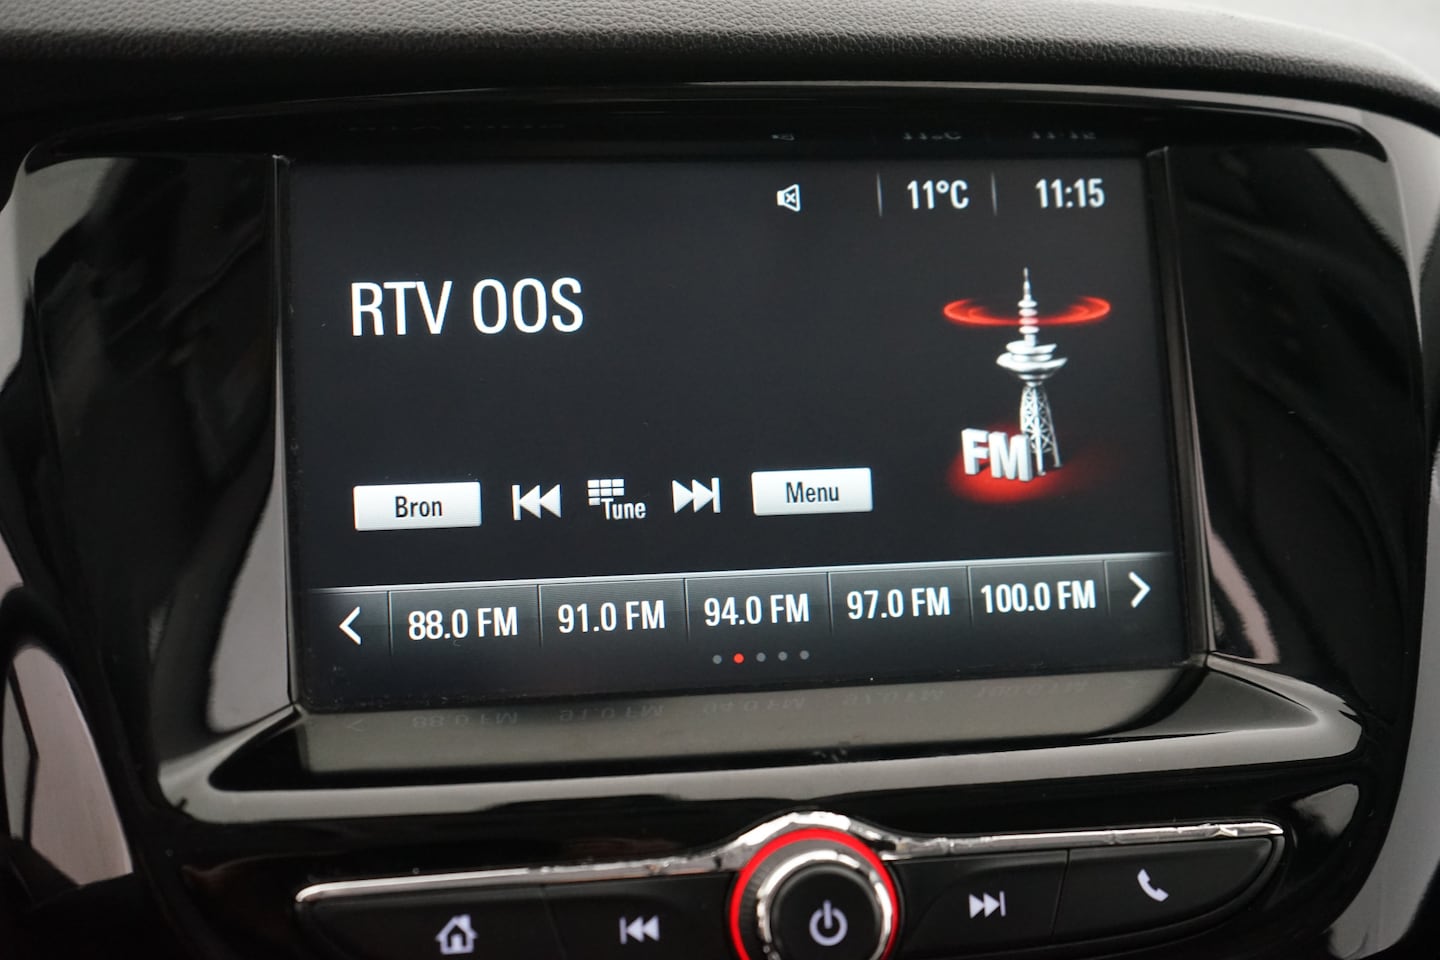 11°C 11:15
RTV OOS
FM
Bron Tune Menu
88.0 FM 91.0 FM 94.0 FM 97.0 FM 100.0 FM